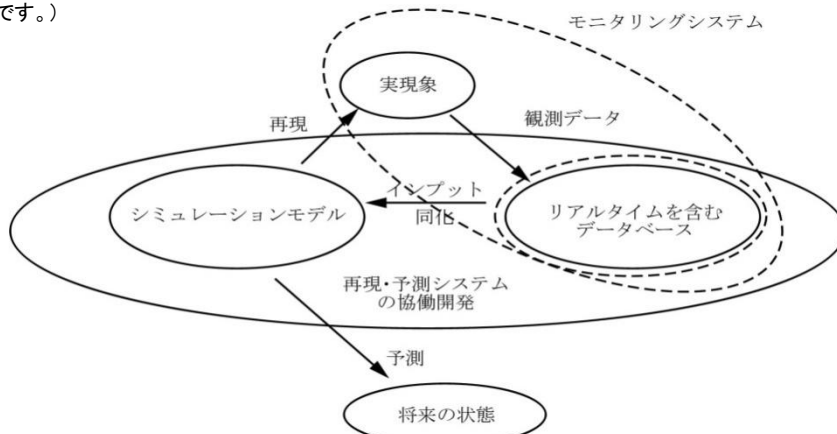 です。)
モニタリングシステム
実現象
再現
観測データ
インプット
同化
シミュレーションモデル
リアルタイムを含む
データベース
再現・予測システム
の協働開発
予測
将来の状態